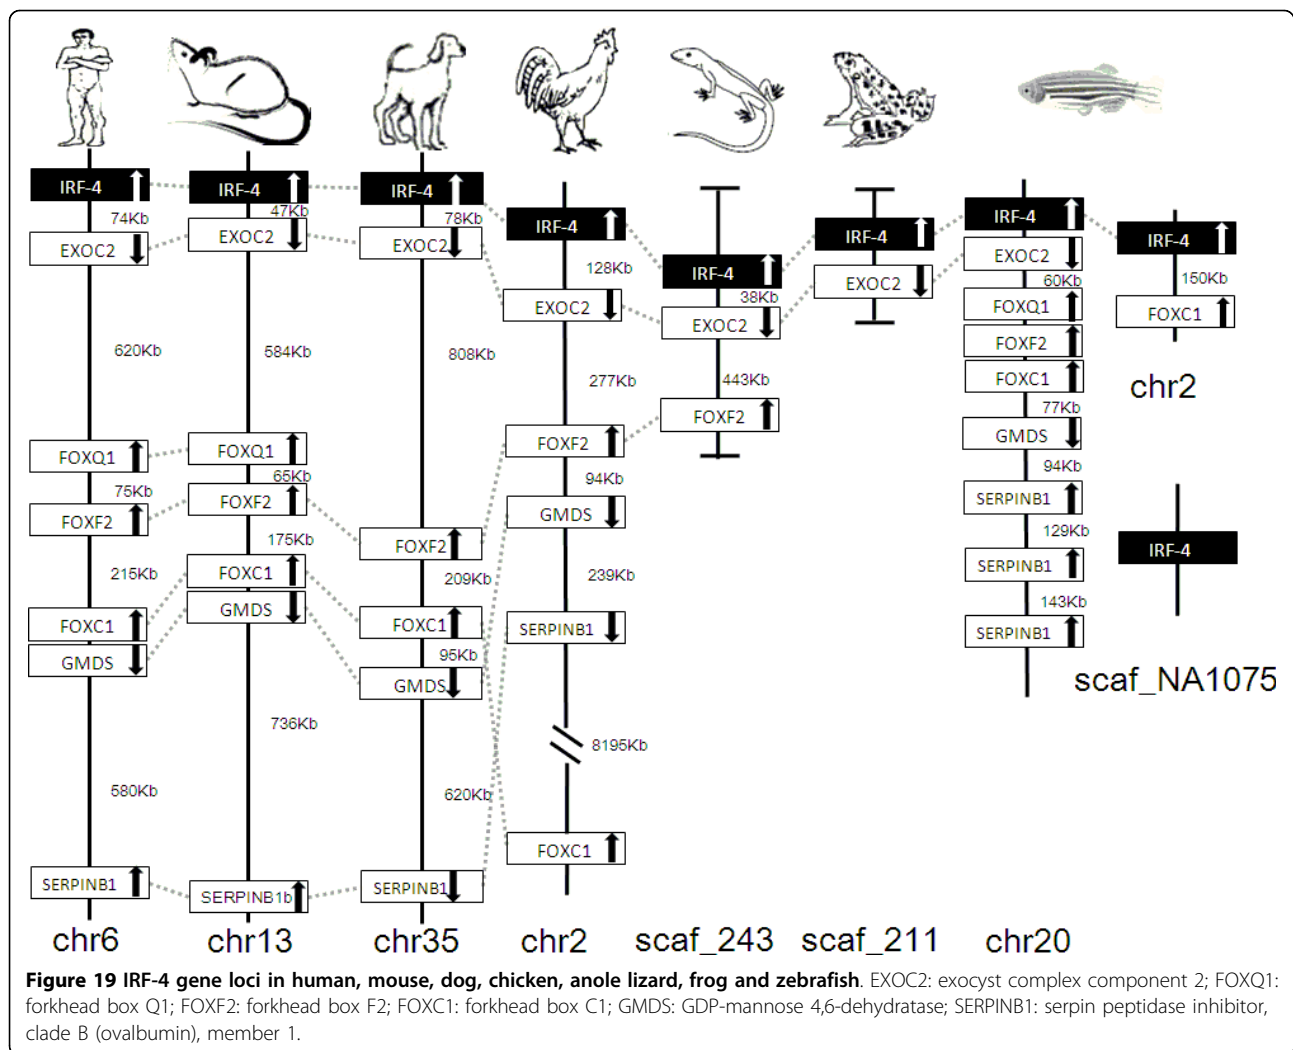 IRF-4
74Kb
EXOC2
620Kb
FOXQ1
75Kb
FOXF2
215Kb
FOXC1
GMDS
580Kb
SERPINB1
chr6
IRF-4
47Kb
EXOC2
584Kb
FOXQ1
65Kb
FOXF2
175Kb
FOXC1
GMDS
736Kb
SERPINB1b
chr13
IRF-4
78Kb
EXOC2
808Kb
FOXF2
209Kb
FOXC1
95Kb
GMDS
620Kb
SERPINB1
chr35
IRF-4
128Kb
EXOC2
277Kb
FOXF2
94Kb
GMDS
239Kb
SERPINB1
8195Kb
FOXC1
chr2
IRF-4
38Kb
EXOC2
443Kb
FOXF2
scaf_243
IRF-4
EXOC2
scaf_211
IRF-4
EXOC2
60Kb
FOXQ1
FOXF2
FOXC1
77Kb
GMDS
94Kb
SERPINB1
129Kb
SERPINB1
143Kb
SERPINB1
chr20
IRF-4
150Kb
FOXC1
chr2
IRF-4
scaf_NA1075
Figure 19 IRF-4 gene loci in human, mouse, dog, chicken, anole lizard, frog and zebrafish. EXOC2: exocyst complex component 2; FOXQ1:
forkhead box Q1; FOXF2: forkhead box F2; FOXC1: forkhead box C1; GMDS: GDP-mannose 4,6-dehydratase; SERPINB1: serpin peptidase inhibitor,
clade B (ovalbumin), member 1.